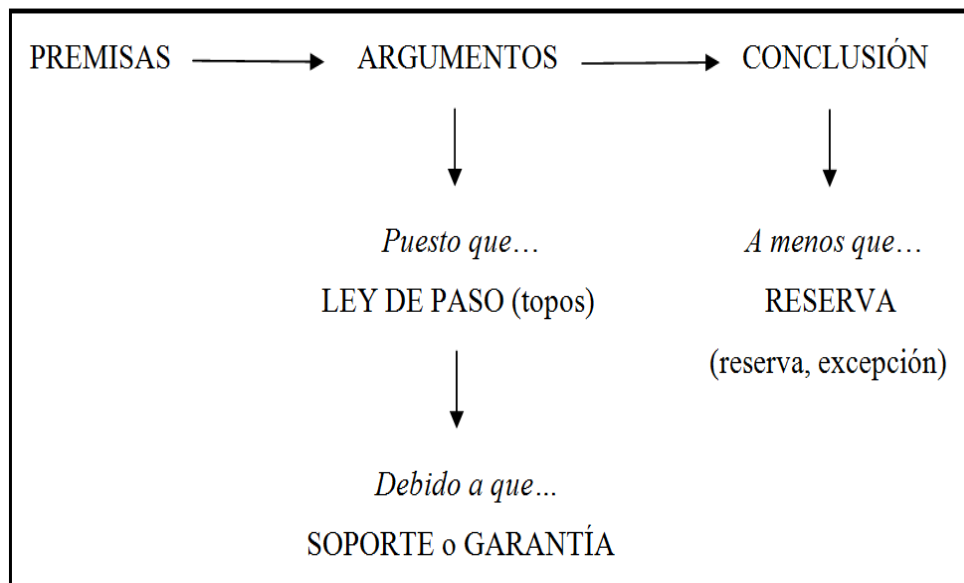 PREMISAS ARGUMENTOS CONCLUSIÓN
Puesto que… A menos que…
LEY DE PASO (topos) RESERVA
(reserva, excepción)
Debido a que…
SOPORTE o GARANTÍA